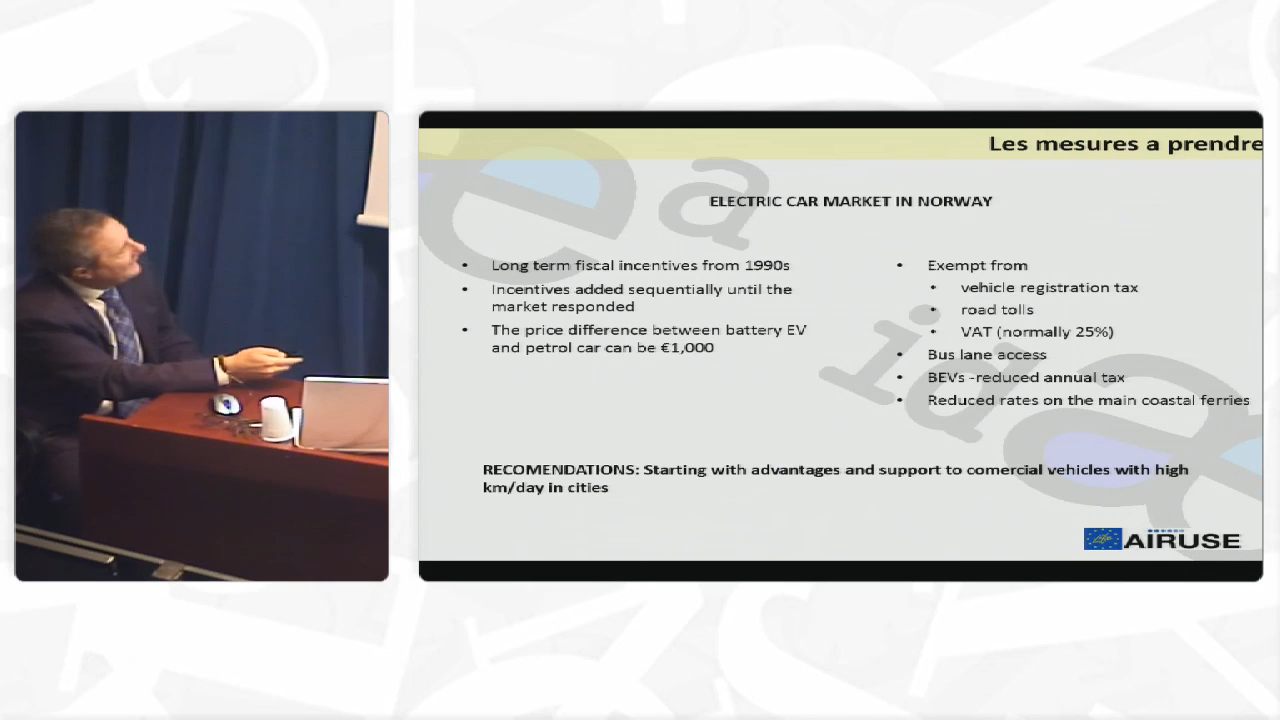 Les mesures a prendre
ELECTRIC CAR MARKET IN NORWAY
• Long term fiscal incentives from 1990s
• Incentives added sequentially until the
market responded
• The price difference between battery EV
and petrol car can be €1,000
• Exempt from
• vehicle registration tax
• road tolls
• VAT (normally 25%)
• Bus lane access
• BEVs -reduced annual tax
• Reduced rates on the main coastal ferries
RECOMENDATIONS: Starting with advantages and support to comercial vehicles with high
km/day in cities
Life
AIRUSE
e a
idæ